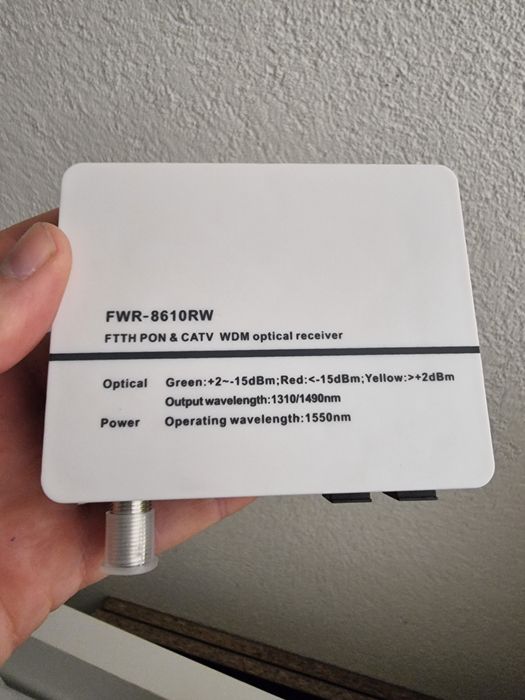 FWR-8610RW
FTTH PON & CATV WDM optical receiver
Optical Green:+2~-15dBm;Red:<-15dBm;Yellow:>+2dBm
Output wavelength:1310/1490nm
Power Operating wavelength:1550nm